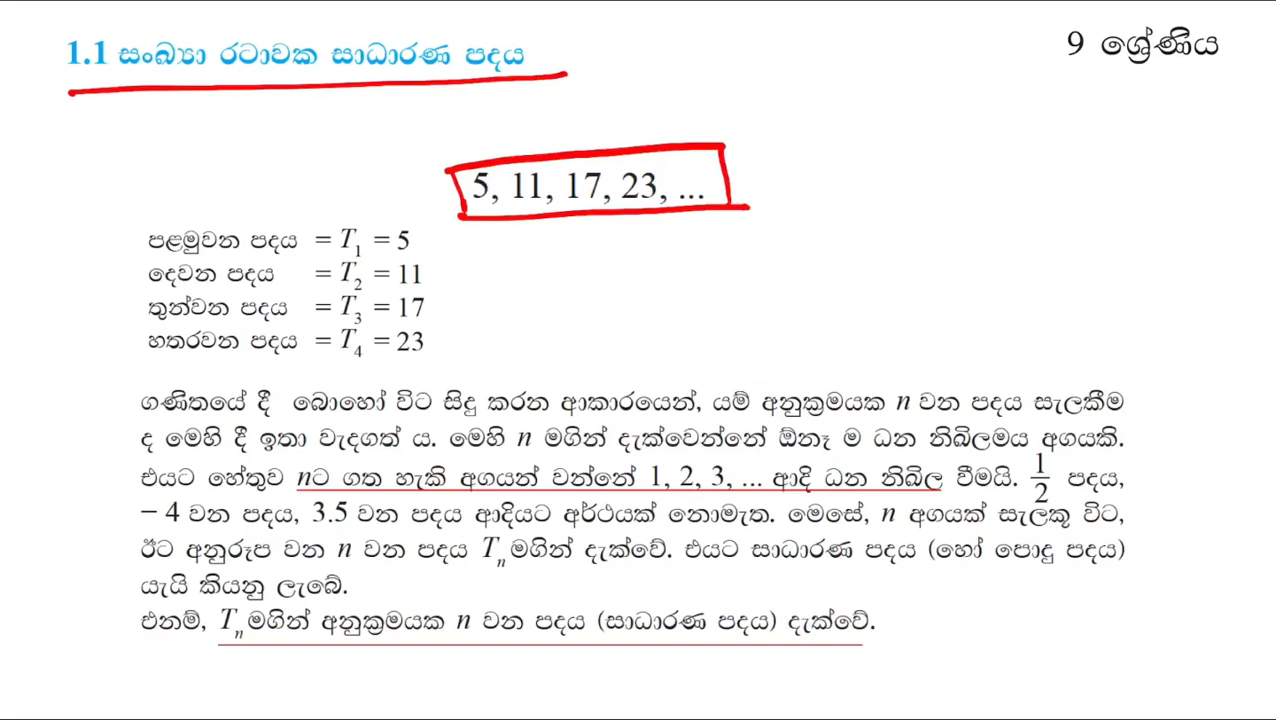 1.1 සංඛ්‍යා රටාවක සාධාරණ පදය
9 ශ්‍රේණිය
5, 11, 17, 23, ...
පළමුවන පදය = T₁ = 5
දෙවන පදය = T₂ = 11
තුන්වන පදය = T₃ = 17
හතරවන පදය = T₄ = 23
ගණිතයේ දී බොහෝ විට සිදු කරන ආකාරයෙන්, යම් අනුක්‍රමයක n වන පදය සැලකීම
ද මෙහි දී ඉතා වැදගත් ය. මෙහි n මගින් දැක්වෙන්නේ ඕනෑ ම ධන නිඛිලමය අගයකි.
එයට හේතුව nට ගත හැකි අගයන් වන්නේ 1, 2, 3, ... ආදි ධන නිඛිල වීමයි. 1/2 පදය,
– 4 වන පදය, 3.5 වන පදය ආදියට අර්ථයක් නොමැත. මෙසේ, n අගයක් සැලකූ විට,
ඊට අනුරූප වන n වන පදය Tₙ මගින් දැක්වේ. එයට සාධාරණ පදය (හෝ පොදු පදය)
යැයි කියනු ලැබේ.
එනම්, Tₙ මගින් අනුක්‍රමයක n වන පදය (සාධාරණ පදය) දැක්වේ.